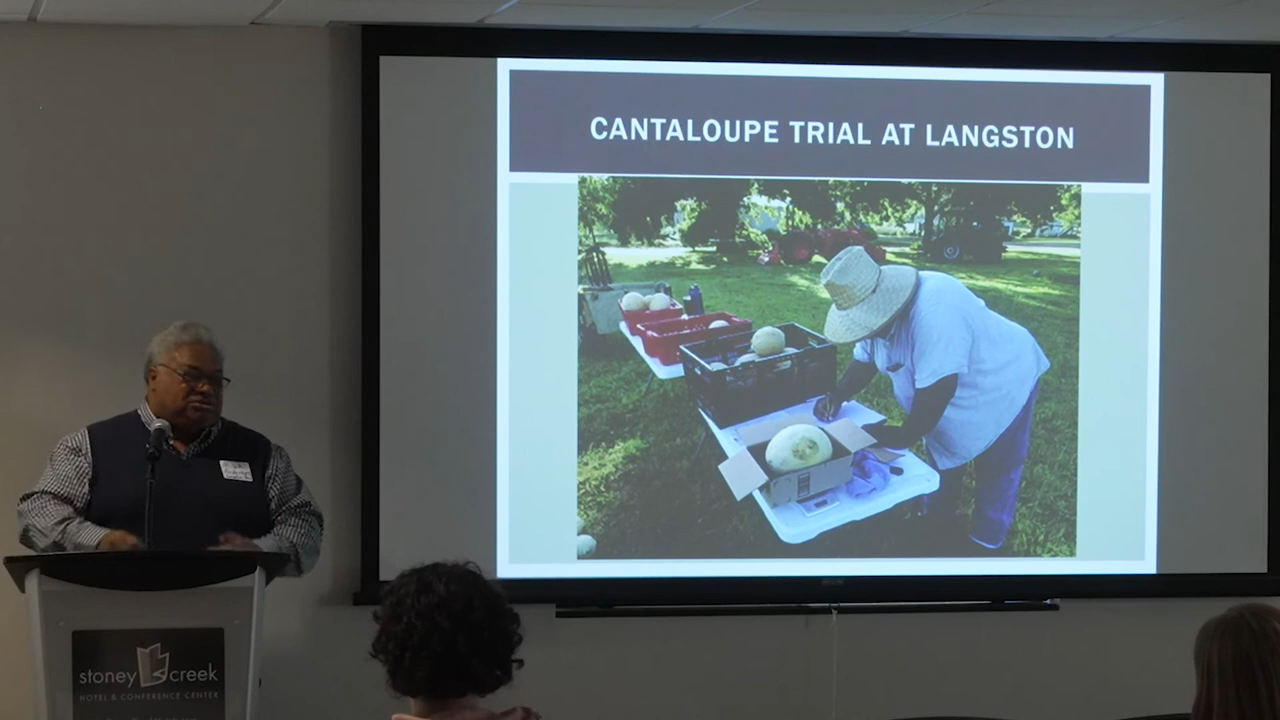 CANTALOUPE TRIAL AT LANGSTON
stoney creek
HOTEL & CONFERENCE CENTER